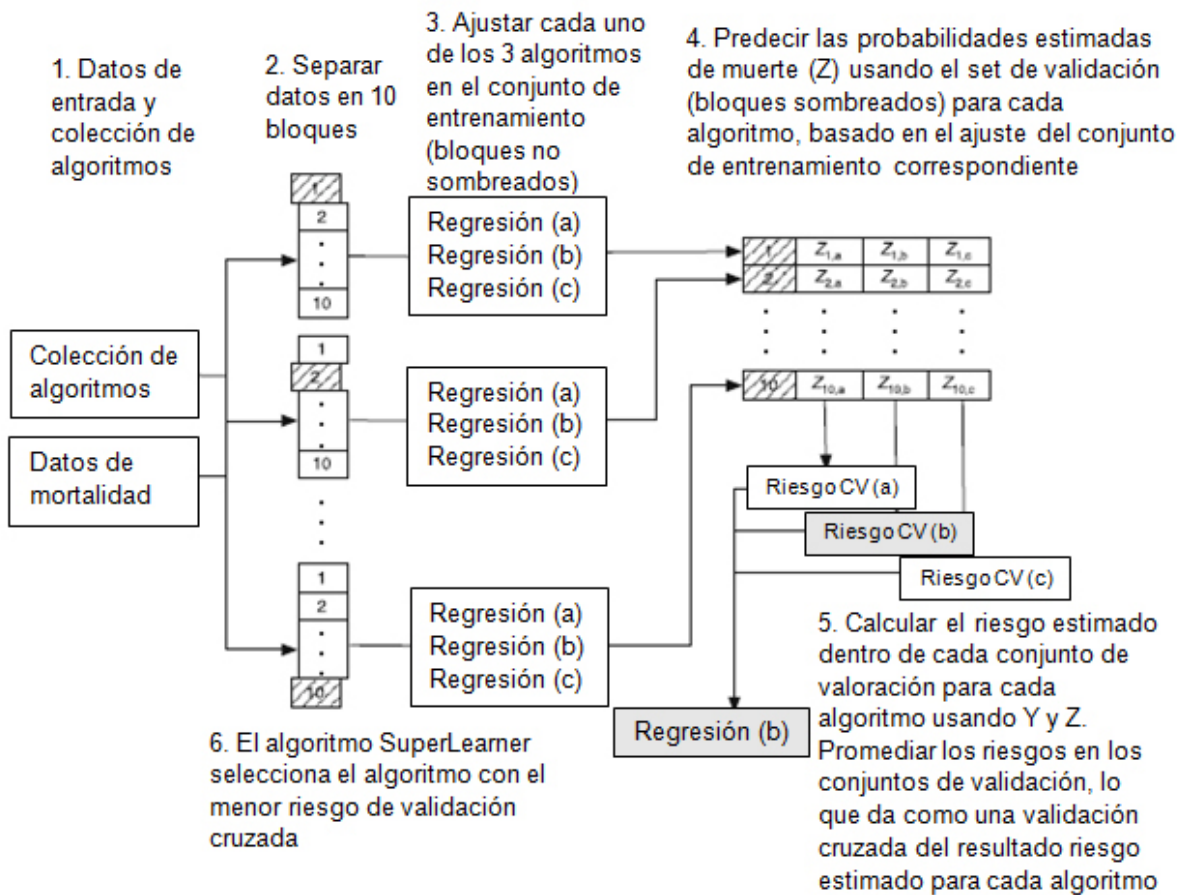 1. Datos de
entrada y
colección de
algoritmos
2. Separar
datos en 10
bloques
3. Ajustar cada uno
de los 3 algoritmos
en el conjunto de
entrenamiento
(bloques no
sombreados)
4. Predecir las probabilidades estimadas
de muerte (Z) usando el set de validación
(bloques sombreados) para cada
algoritmo, basado en el ajuste del conjunto
de entrenamiento correspondiente
Colección de
algoritmos
Datos de
mortalidad
1
2
10
1
2
10
1
2
10
Regresión (a)
Regresión (b)
Regresión (c)
Regresión (a)
Regresión (b)
Regresión (c)
Regresión (a)
Regresión (b)
Regresión (c)
1 Z1,a Z1,b Z1,c
2 Z2,a Z2,b Z2,c
10 Z10,a Z10,b Z10,c
Riesgo CV (a)
Riesgo CV (b)
Riesgo CV (c)
Regresión (b)
5. Calcular el riesgo estimado
dentro de cada conjunto de
valoración para cada
algoritmo usando Y y Z.
Promediar los riesgos en los
conjuntos de validación, lo
que da como una validación
cruzada del resultado riesgo
estimado para cada algoritmo
6. El algoritmo SuperLearner
selecciona el algoritmo con el
menor riesgo de validación
cruzada